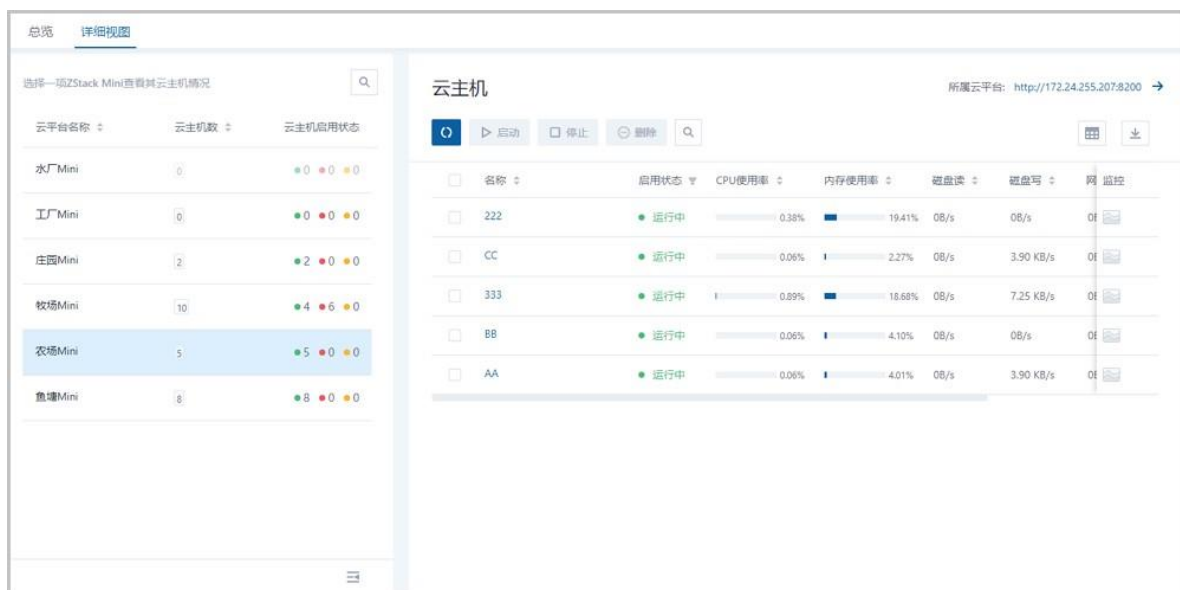 总览 详细视图
选择一项ZStack Mini查看其云主机情况
云平台名称 云主机数 云主机启用状态
水厂Mini 0 0 0 0
工厂Mini 0 0 0 0
庄园Mini 2 2 0 0
牧场Mini 10 4 6 0
农场Mini 5 5 0 0
鱼塘Mini 8 8 0 0
云主机 所属云平台: http://172.24.255.207:8200
启动 停止 删除
名称 启用状态 CPU使用率 内存使用率 磁盘读 磁盘写 网 监控
222 运行中 0.38% 19.41% 0B/s 0B/s
CC 运行中 0.06% 2.27% 0B/s 3.90 KB/s
333 运行中 0.89% 18.68% 0B/s 7.25 KB/s
BB 运行中 0.06% 4.10% 0B/s 0B/s
AA 运行中 0.06% 4.01% 0B/s 3.90 KB/s